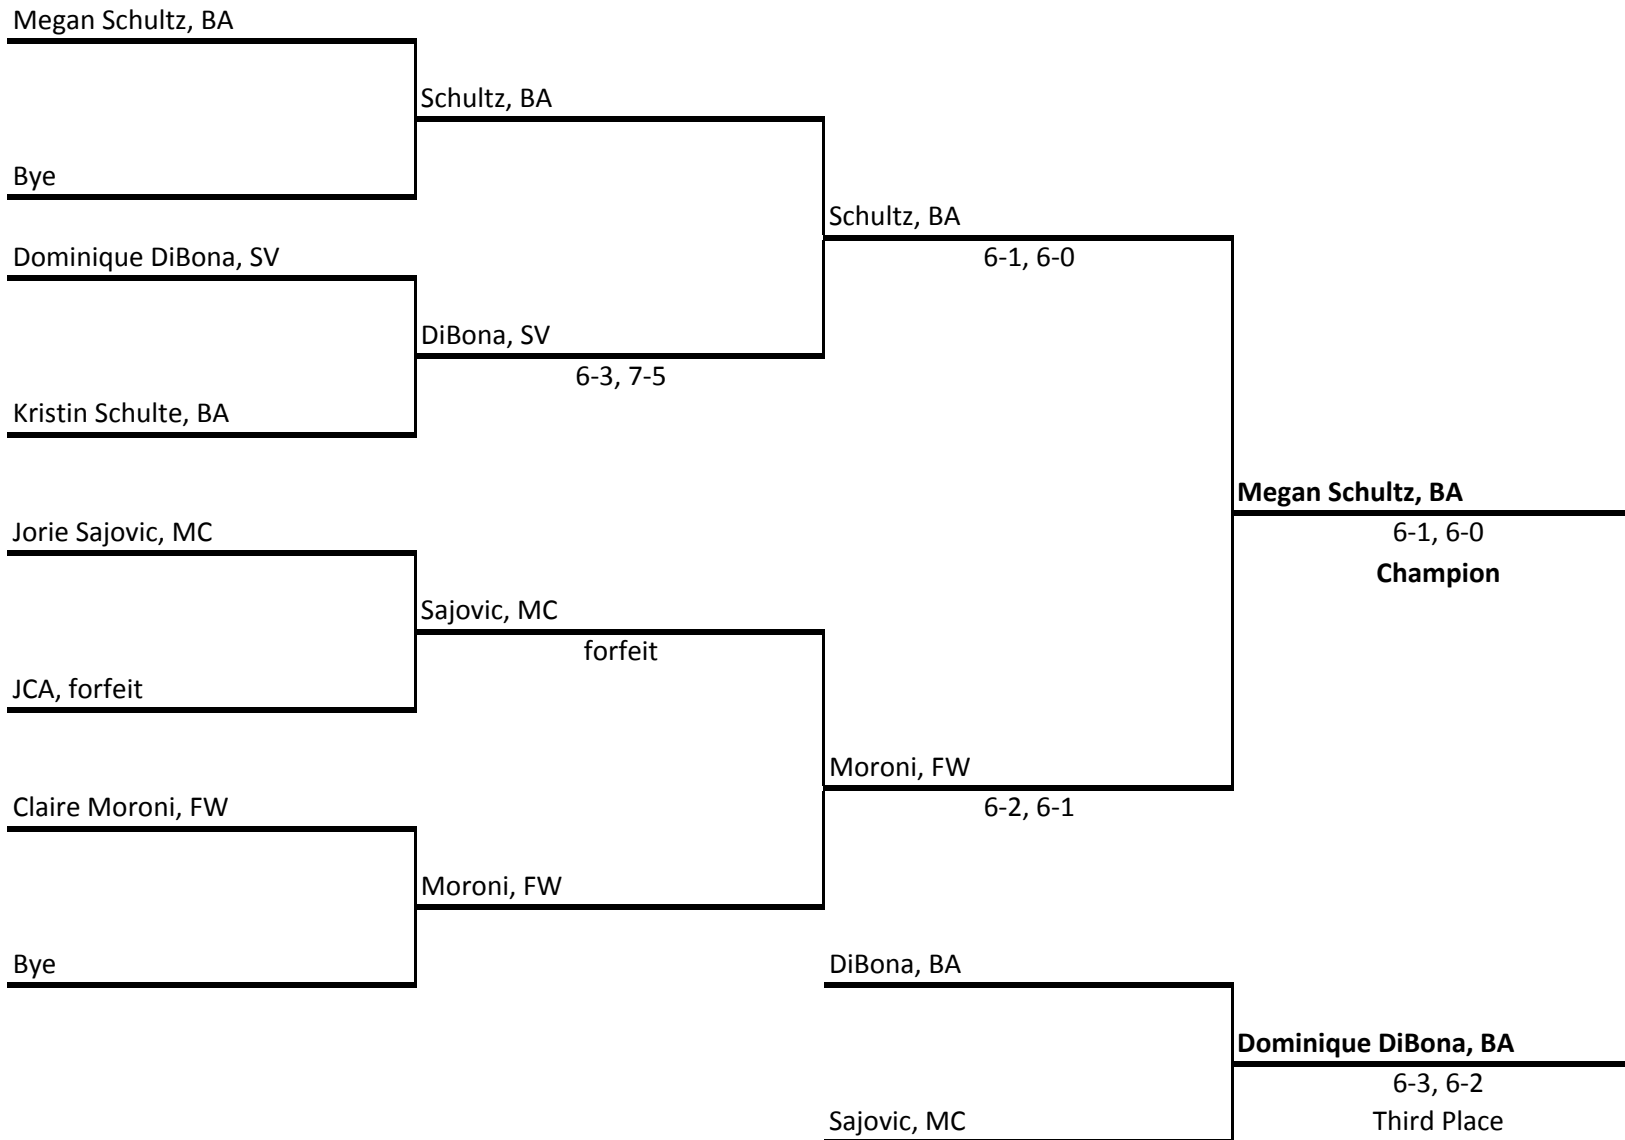 Megan Schultz, BA
Schultz, BA
Bye
Schultz, BA
6-1, 6-0
Dominique DiBona, SV
DiBona, SV
6-3, 7-5
Kristin Schulte, BA
Megan Schultz, BA
6-1, 6-0
Champion
Jorie Sajovic, MC
Sajovic, MC
forfeit
JCA, forfeit
Moroni, FW
6-2, 6-1
Claire Moroni, FW
Moroni, FW
Bye
DiBona, BA
Dominique DiBona, BA
6-3, 6-2
Third Place
Sajovic, MC